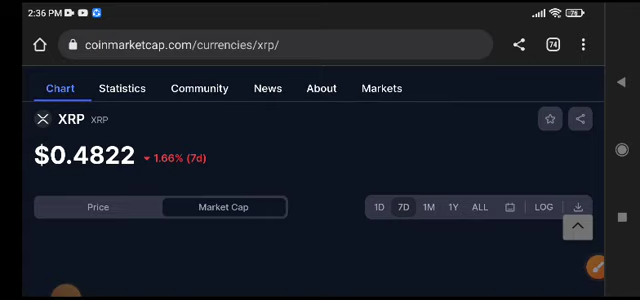 2:36 PM
76
coinmarketcap.com/currencies/xrp/
74
Chart Statistics Community News About Markets
XRP XRP
$0.4822 1.66% (7d)
Price Market Cap 1D 7D 1M 1Y ALL LOG